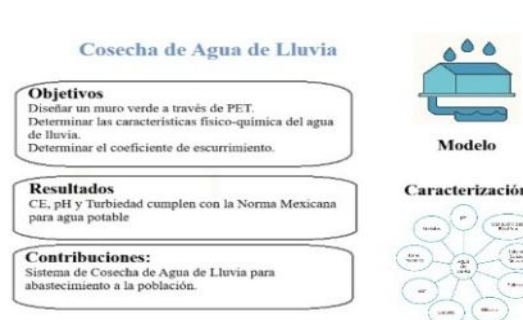 Cosecha de Agua de Lluvia
Objetivos
Diseñar un muro verde a través de PET.
Determinar las características físico-química del agua
de lluvia.
Determinar el coeficiente de escurrimiento.
Resultados
CE, pH y Turbiedad cumplen con la Norma Mexicana
para agua potable
Contribuciones:
Sistema de Cosecha de Agua de Lluvia para
abastecimiento a la población.
Modelo
Caracterización